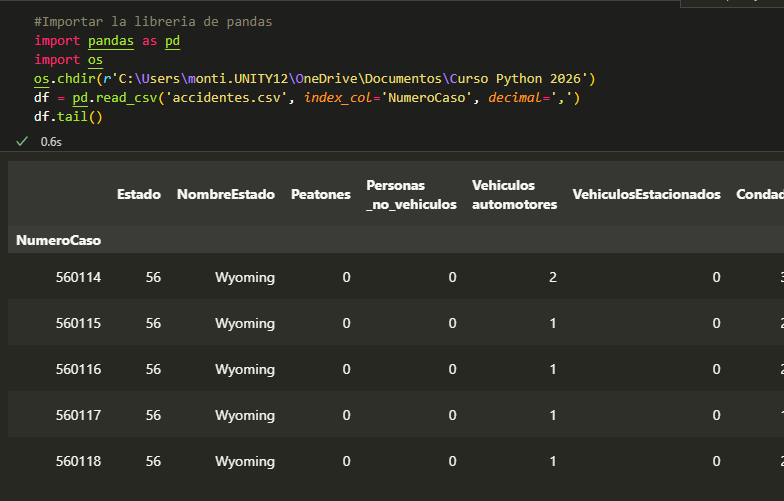 #Importar la libreria de pandas
import pandas as pd
import os
os.chdir(r'C:\Users\monti.UNITY12\OneDrive\Documentos\Curso Python 2026')
df = pd.read_csv('accidentes.csv', index_col='NumeroCaso', decimal=',')
df.tail()
0.6s
Estado NombreEstado Peatones Personas _no_vehiculos Vehiculos automotores VehiculosEstacionados Condad
NumeroCaso
560114 56 Wyoming 0 0 2 0
560115 56 Wyoming 0 0 1 0
560116 56 Wyoming 0 0 1 0
560117 56 Wyoming 0 0 1 0
560118 56 Wyoming 0 0 1 0